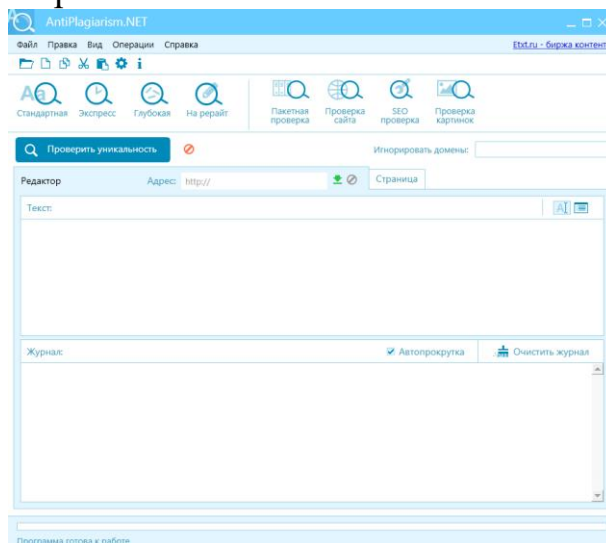 AntiPlagiarism.NET
Файл Правка Вид Операции Справка Etxt.ru - биржа контент
Стандартная Экспресс Глубокая На рерайт Пакетная проверка Проверка сайта SEO проверка Проверка картинок
Проверить уникальность Игнорировать домены:
Редактор Адрес: http:// Страница
Текст:
Журнал: Автопрокрутка Очистить журнал
Программа готова к работе